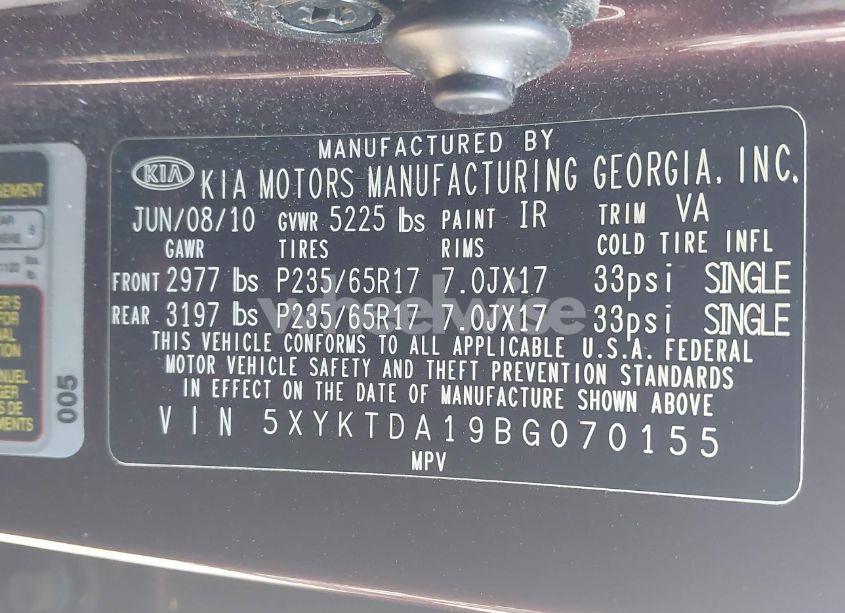 MANUFACTURED BY
KIA KIA MOTORS MANUFACTURING GEORGIA, INC.
JUN/08/10 GVWR 5225 lbs PAINT IR TRIM VA
GAWR TIRES RIMS COLD TIRE INFL
FRONT 2977 lbs P235/65R17 7.0JX17 33psi SINGLE
REAR 3197 lbs P235/65R17 7.0JX17 33psi SINGLE
wheelwise
THIS VEHICLE CONFORMS TO ALL APPLICABLE U.S.A. FEDERAL
MOTOR VEHICLE SAFETY AND THEFT PREVENTION STANDARDS
IN EFFECT ON THE DATE OF MANUFACTURE SHOWN ABOVE
VIN 5XYKTDA19BG070155
MPV
005